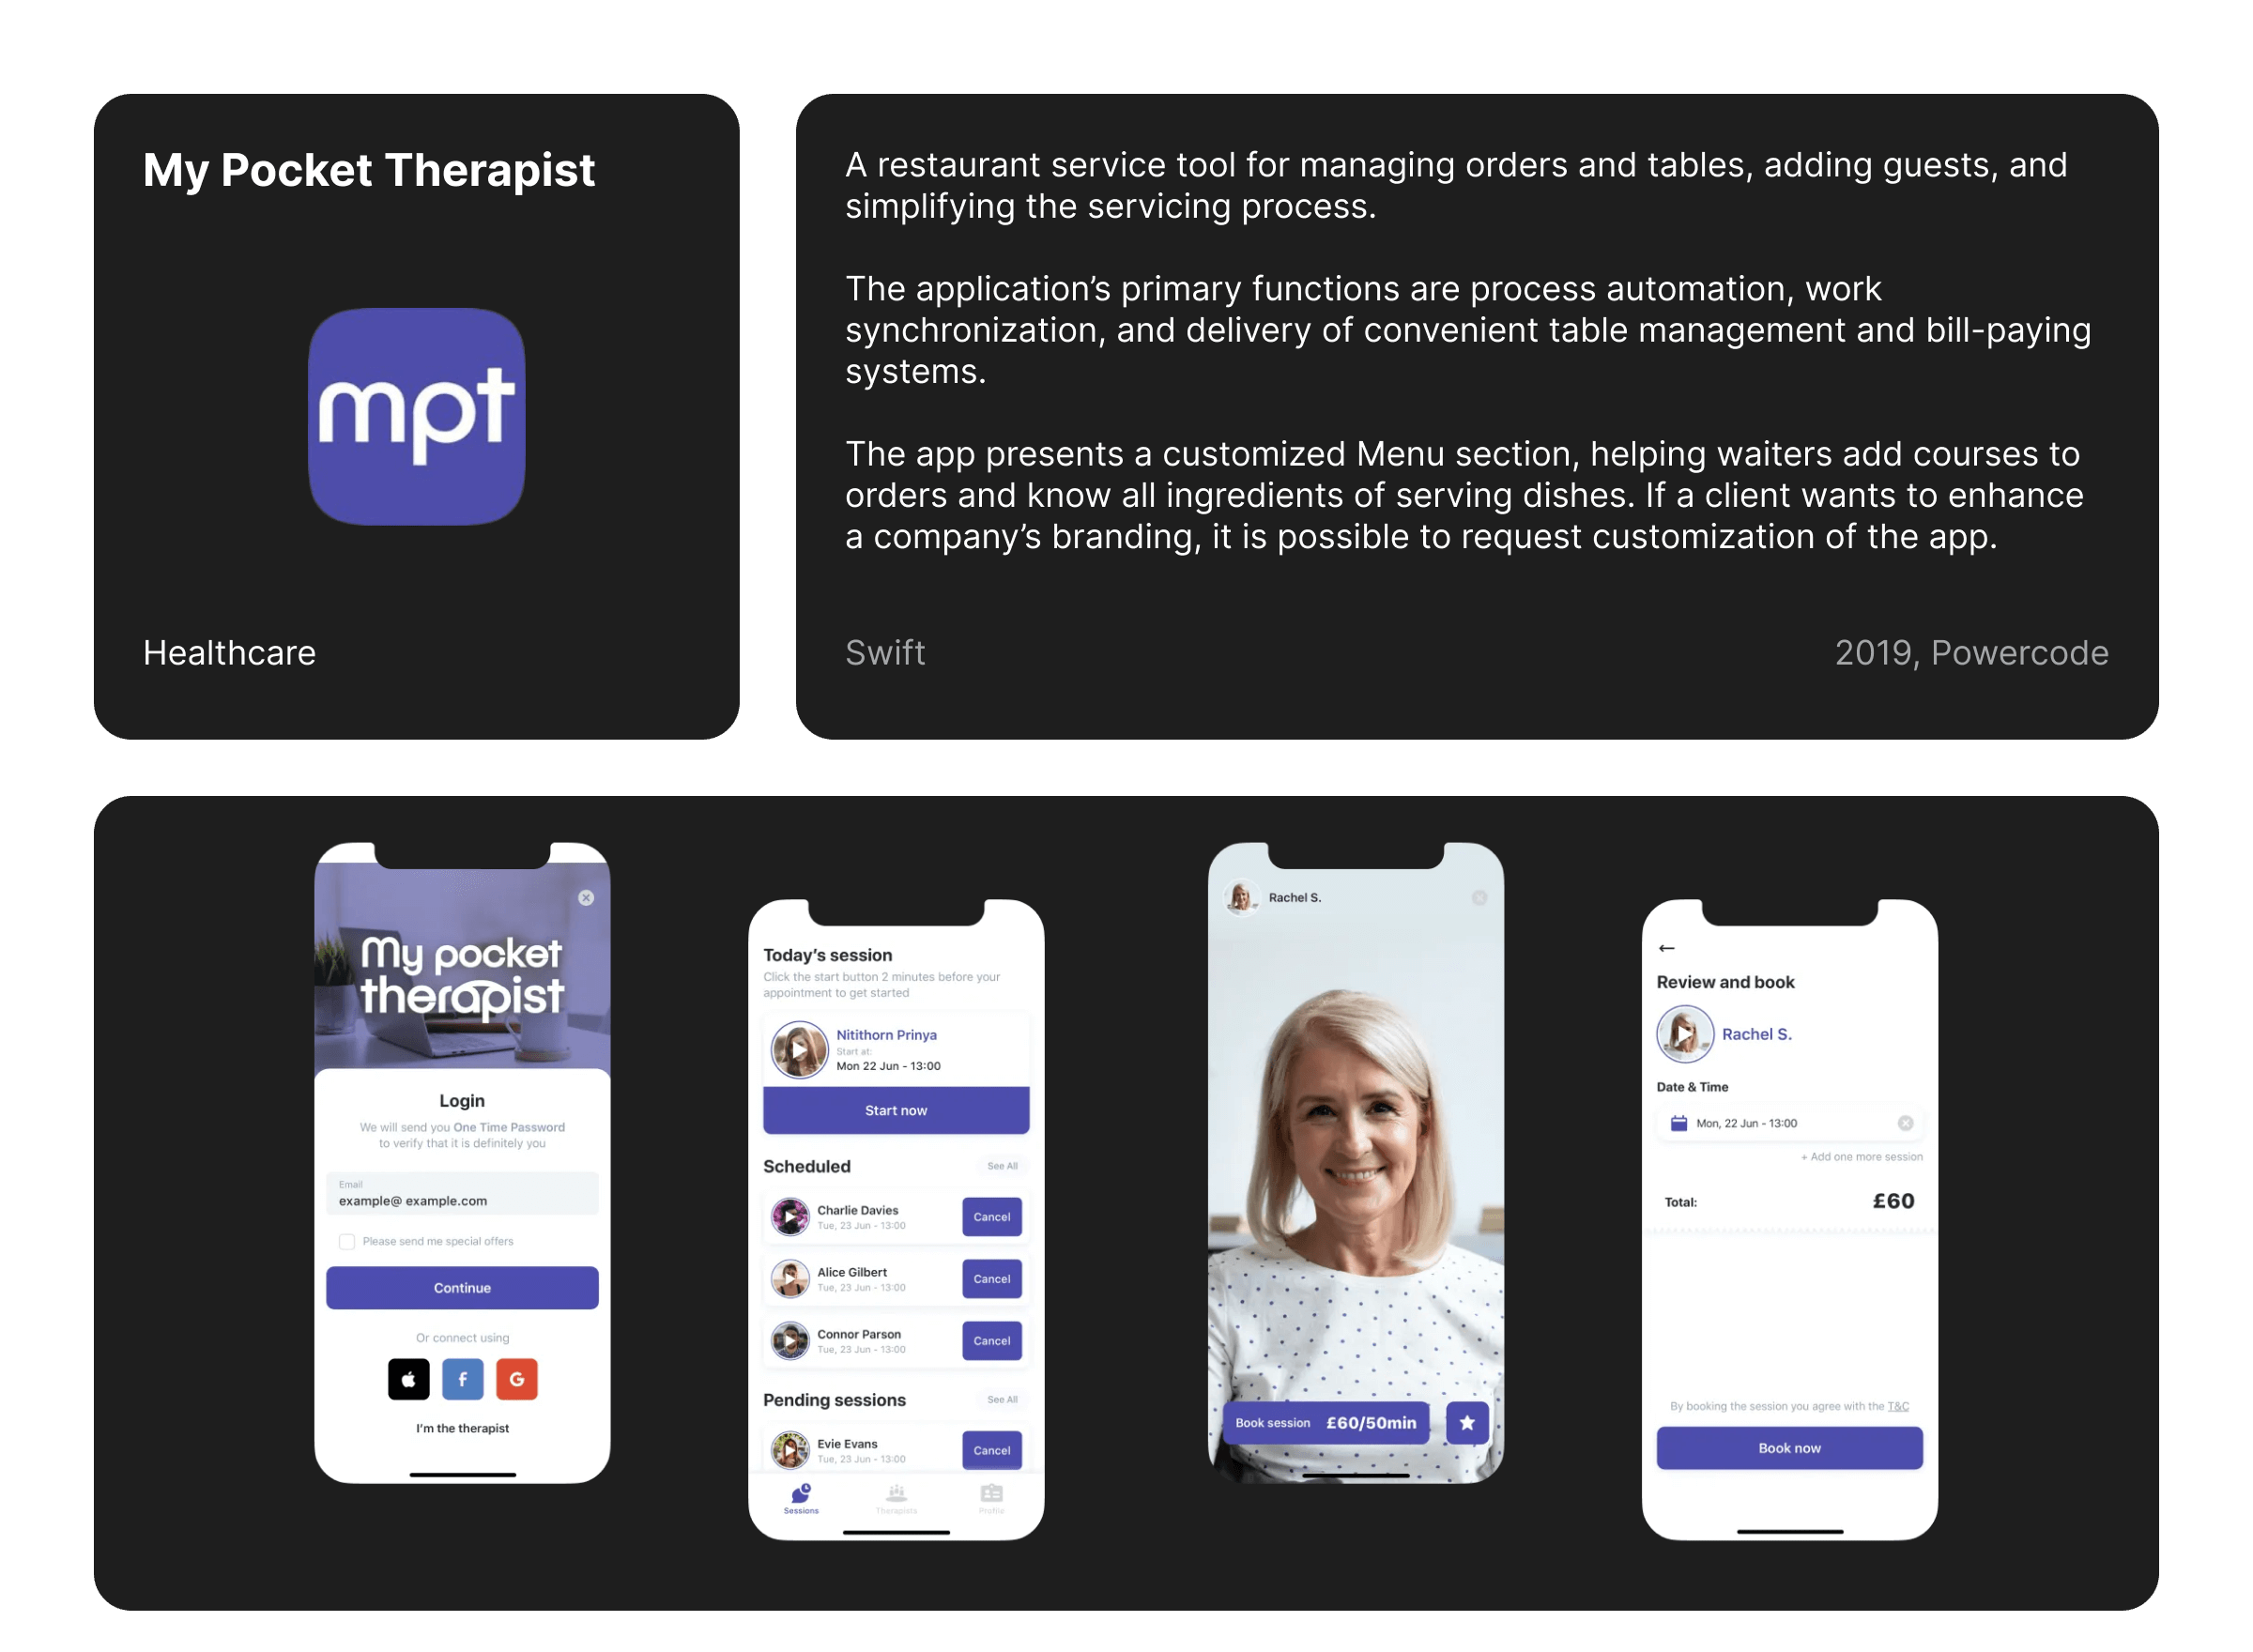 My Pocket Therapist
mpt
Healthcare
A restaurant service tool for managing orders and tables, adding guests, and
simplifying the servicing process.
The application’s primary functions are process automation, work
synchronization, and delivery of convenient table management and bill-paying
systems.
The app presents a customized Menu section, helping waiters add courses to
orders and know all ingredients of serving dishes. If a client wants to enhance
a company’s branding, it is possible to request customization of the app.
Swift
2019, Powercode
My pocket
therapist
Login
We will send you One Time Password
to verify that it is definitely you
Email
example@ example.com
Please send me special offers
Continue
Or connect using
f
G
I’m the therapist
Today’s session
Click the start button 2 minutes before your
appointment to get started
Nitithorn Prinya
Start at:
Mon 22 Jun - 13:00
Start now
Scheduled
See All
Charlie Davies
Tue, 23 Jun - 13:00
Cancel
Alice Gilbert
Tue, 23 Jun - 13:00
Cancel
Connor Parson
Tue, 23 Jun - 13:00
Cancel
Pending sessions
See All
Evie Evans
Tue, 23 Jun - 13:00
Cancel
Sessions
Therapists
Profile
Rachel S.
Book session £60/50min
Review and book
Rachel S.
Date & Time
Mon, 22 Jun - 13:00
+ Add one more session
Total:
£60
By booking the session you agree with the T&C
Book now